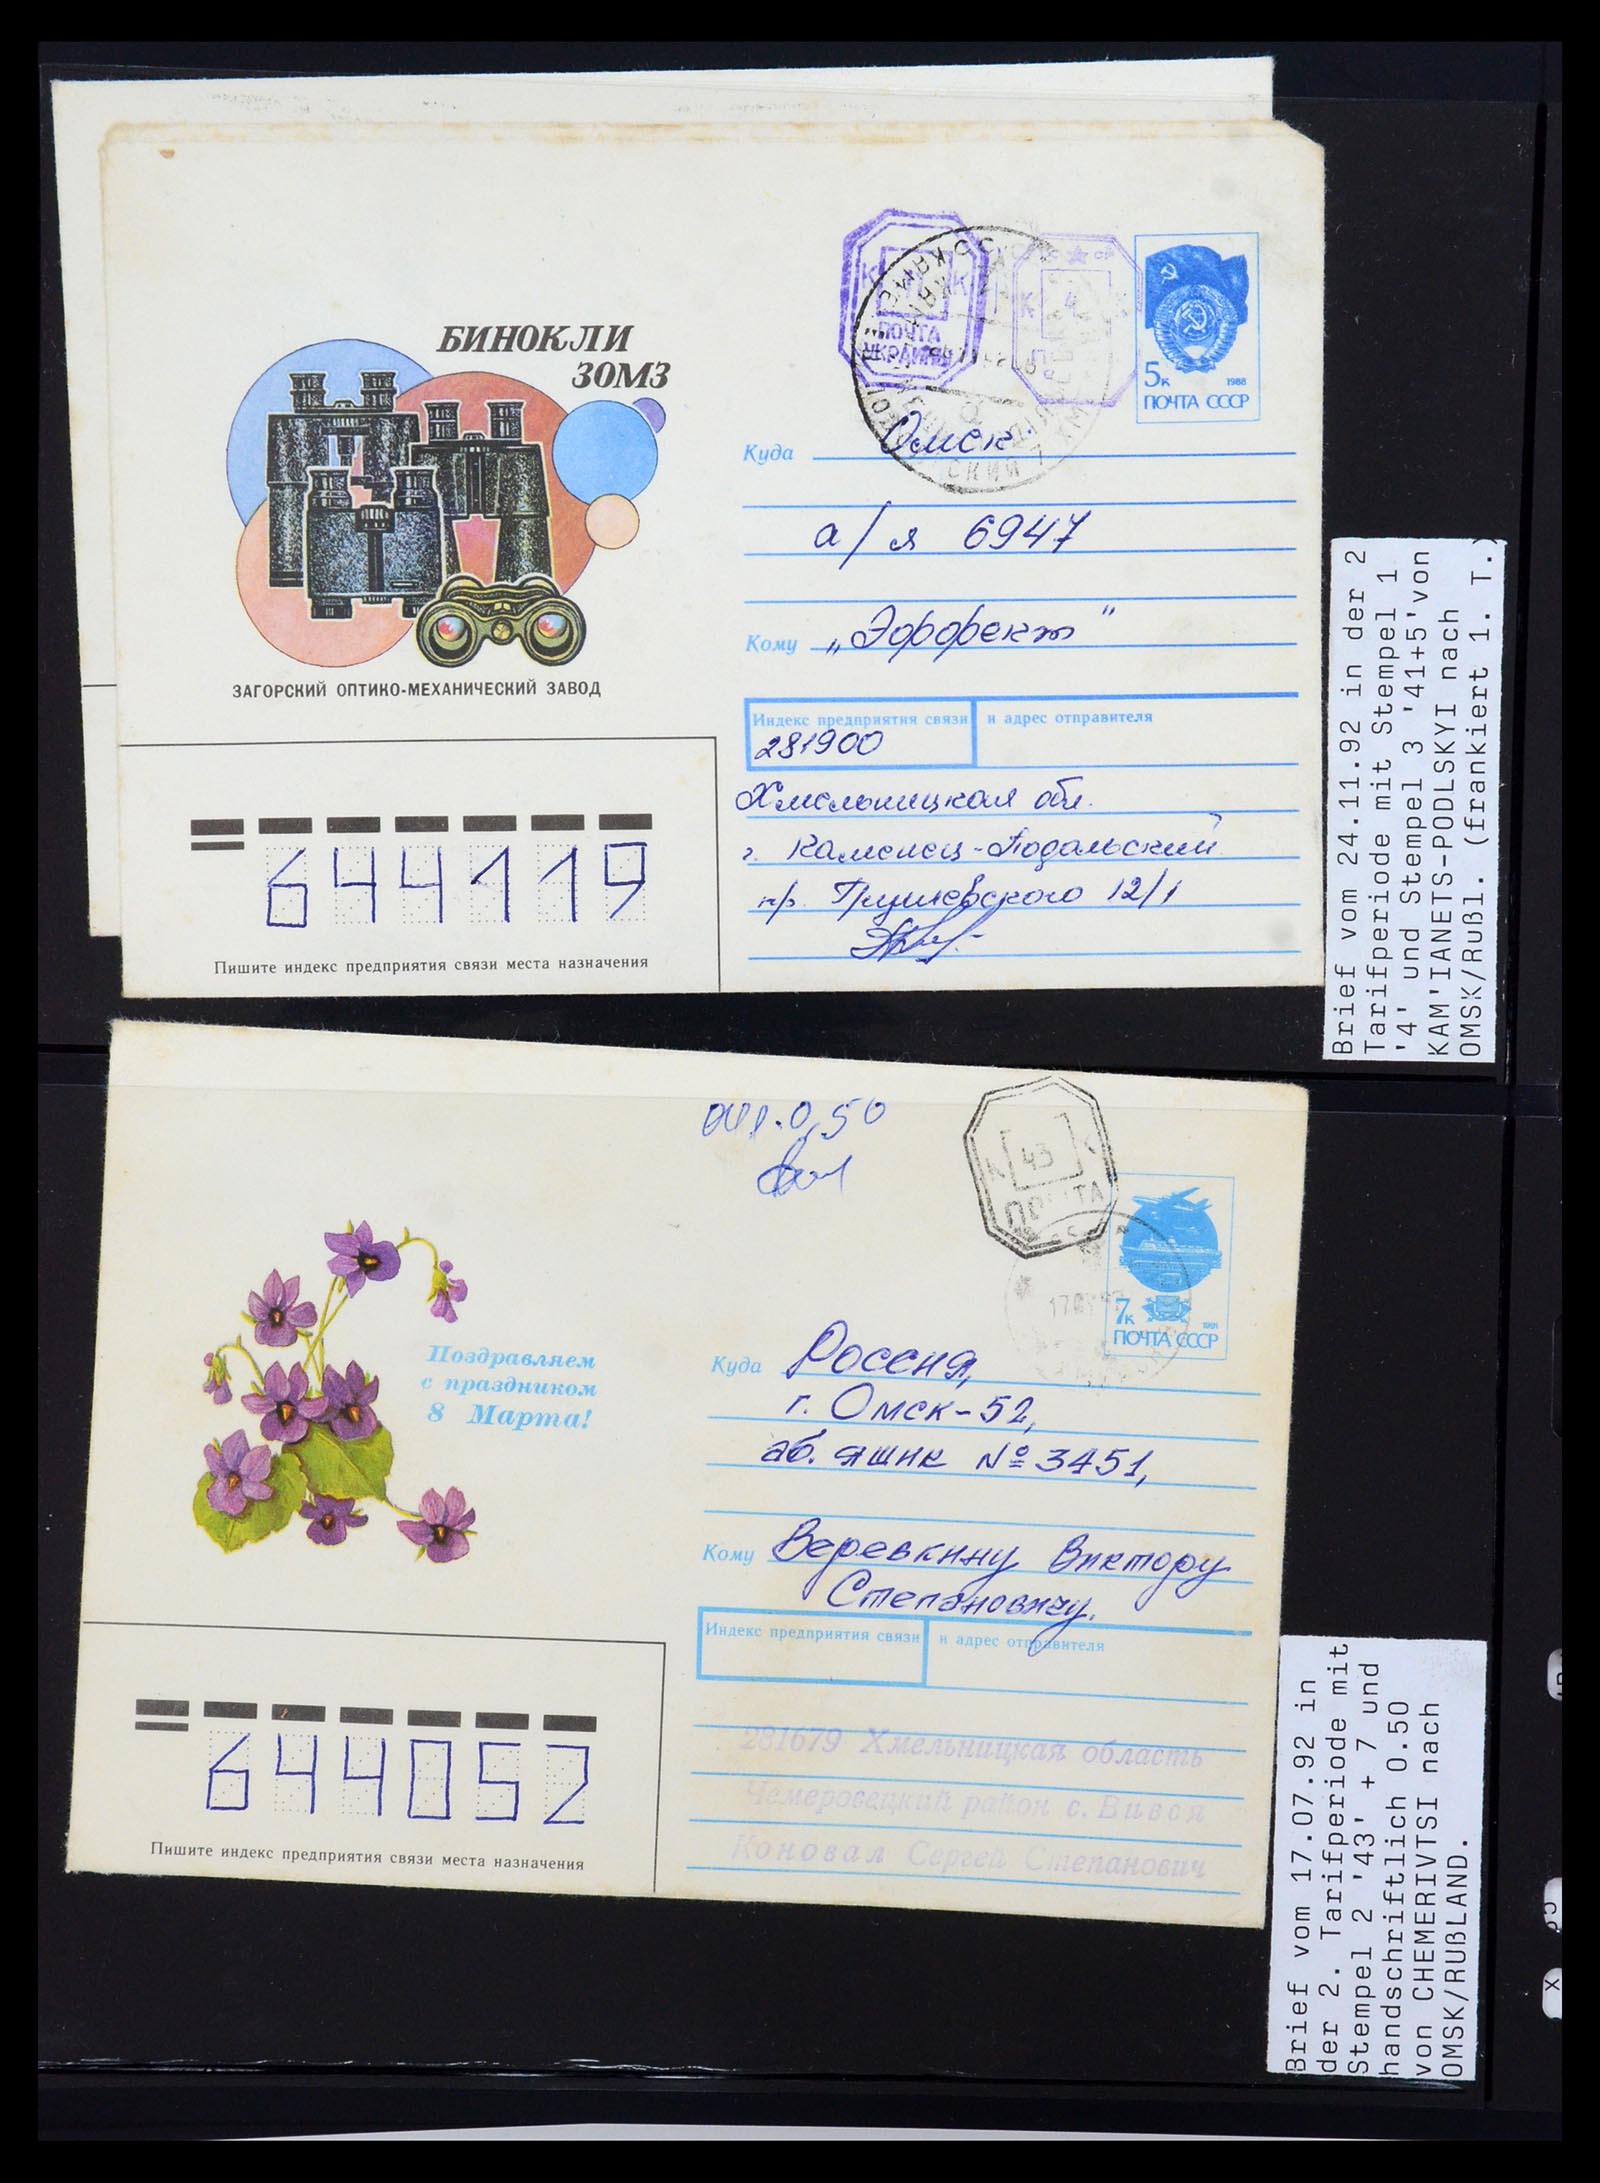 БИНОКЛИ
ЗОМЗ
ЗАГОРСКИЙ ОПТИКО-МЕХАНИЧЕСКИЙ ЗАВОД
К К
ПОЧТА
УКРАИНЫ
К 4
5к 1988
ПОЧТА СССР
Куда Омск
а/я 6947
Кому „Эфффект"
Индекс предприятия связи и адрес отправителя
281900
Хмельницкая обл.
г. Каменец-Подольский
пр. Грушевского 12/1
644119
Пишите индекс предприятия связи места назначения
Brief vom 24.11.92 in der 2
Tarifperiode mit Stempel 1
'4' und Stempel 3 '41+5'von
KAM'IANETS-PODLSKYI nach
OMSK/Rußl. (frankiert 1. T.)
0,50
К 43 К
ПОЧТА
7к 1991
ПОЧТА СССР
Поздравляем
с праздником
8 Марта!
Куда Россия,
г. Омск-52,
аб. ящик № 3451,
Кому Веревкину Виктору
Степановичу.
Индекс предприятия связи и адрес отправителя
281679 Хмельницкая область
Чемеровецкий район с. Вився
Коновал Сергей Степанович
644052
Пишите индекс предприятия связи места назначения
Brief vom 17.07.92 in
der 2. Tarifperiode mit
Stempel 2 '43' + 7 und
handschriftlich 0.50
von CHEMERIVTSI nach
OMSK/RUßLAND.